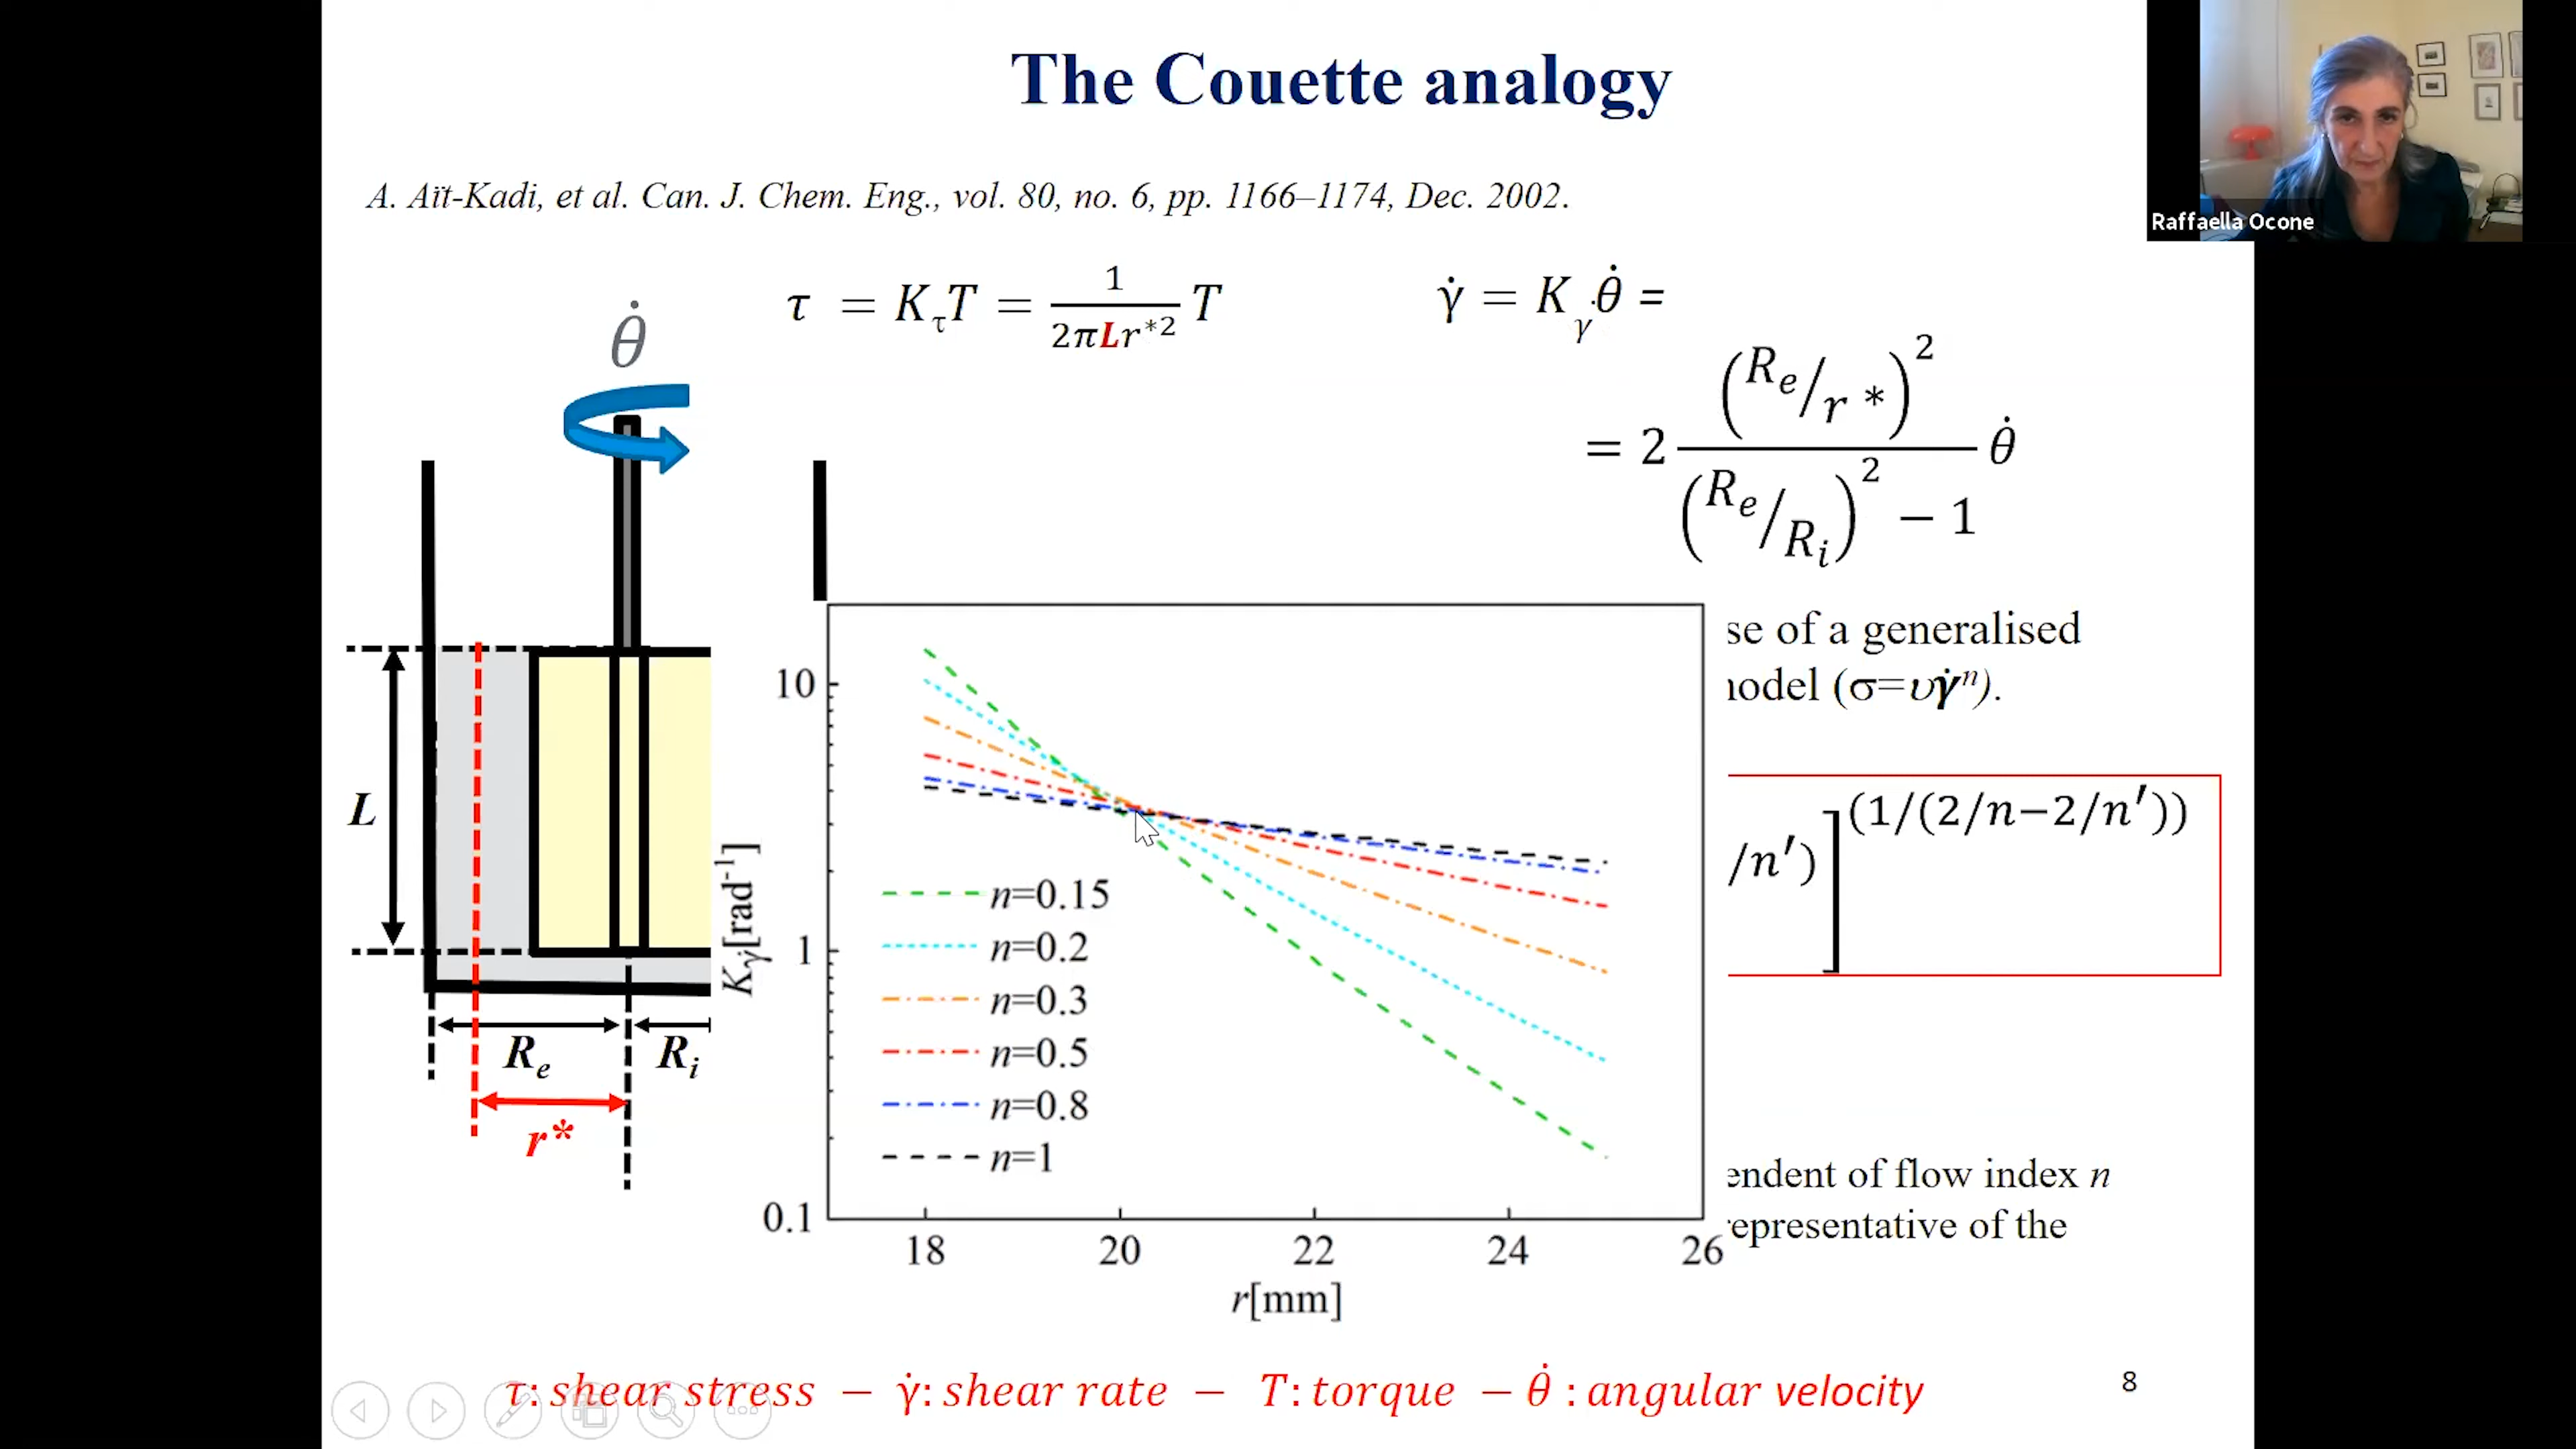 The Couette analogy
Raffaella Ocone
A. Aït-Kadi, et al. Can. J. Chem. Eng., vol. 80, no. 6, pp. 1166–1174, Dec. 2002.
τ = K_τ T = 1/(2πLr*²) T
γ̇ = K_γ̇ θ̇ =
= 2 (R_e/r*)² / ((R_e/R_i)² − 1) θ̇
θ̇
se of a generalised
odel (σ=υγ̇ⁿ).
/n′)]^(1/(2/n−2/n′))
L
R_e
R_i
r*
K_γ̇[rad⁻¹]
10
1
0.1
n=0.15
n=0.2
n=0.3
n=0.5
n=0.8
n=1
18 20 22 24 26
r[mm]
endent of flow index n
representative of the
τ: shear stress − γ̇: shear rate − T: torque − θ̇ : angular velocity
8